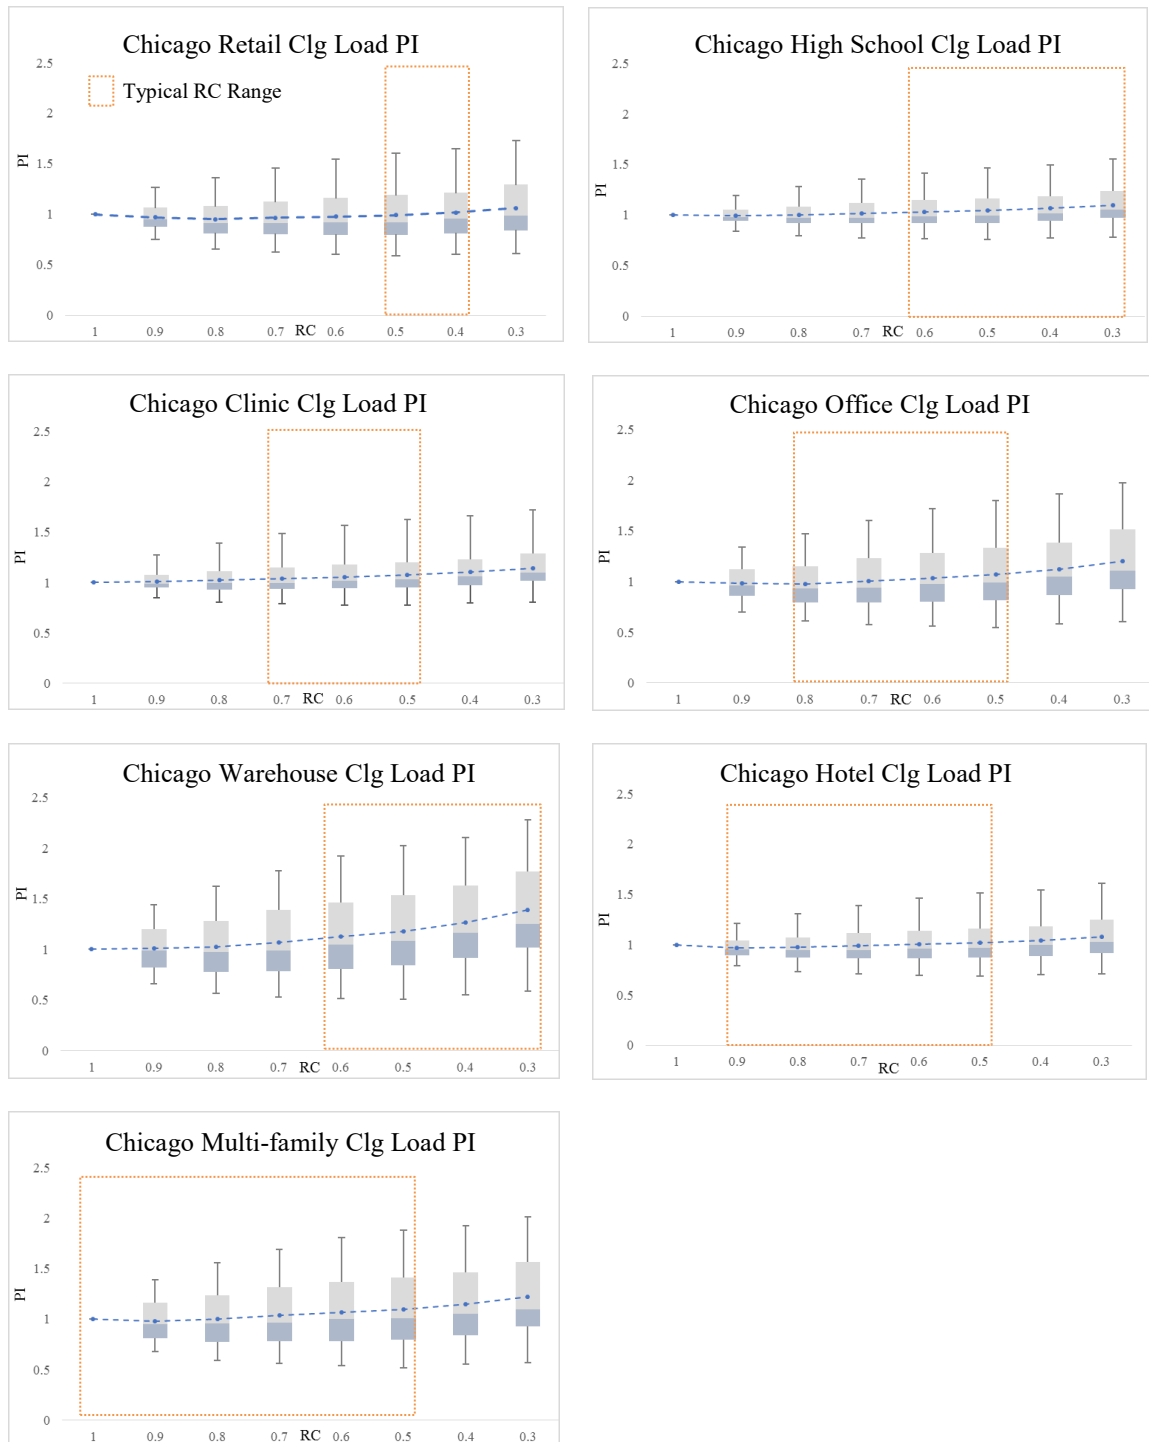 Chicago Retail Clg Load PI
2.5
Typical RC Range
2
PI
1.5
1
0.5
0
1 0.9 0.8 0.7 RC 0.6 0.5 0.4 0.3
Chicago High School Clg Load PI
2.5
2
1.5
PI
1
0.5
0
1 0.9 0.8 0.7 RC 0.6 0.5 0.4 0.3
Chicago Clinic Clg Load PI
2.5
2
1.5
PI
1
0.5
0
1 0.9 0.8 0.7 RC 0.6 0.5 0.4 0.3
Chicago Office Clg Load PI
2.5
2
1.5
PI
1
0.5
0
1 0.9 0.8 0.7 RC 0.6 0.5 0.4 0.3
Chicago Warehouse Clg Load PI
2.5
2
1.5
PI
1
0.5
0
1 0.9 0.8 0.7 RC 0.6 0.5 0.4 0.3
Chicago Hotel Clg Load PI
2.5
2
1.5
PI
1
0.5
0
1 0.9 0.8 0.7 RC 0.6 0.5 0.4 0.3
Chicago Multi-family Clg Load PI
2.5
2
1.5
PI
1
0.5
0
1 0.9 0.8 0.7 RC 0.6 0.5 0.4 0.3